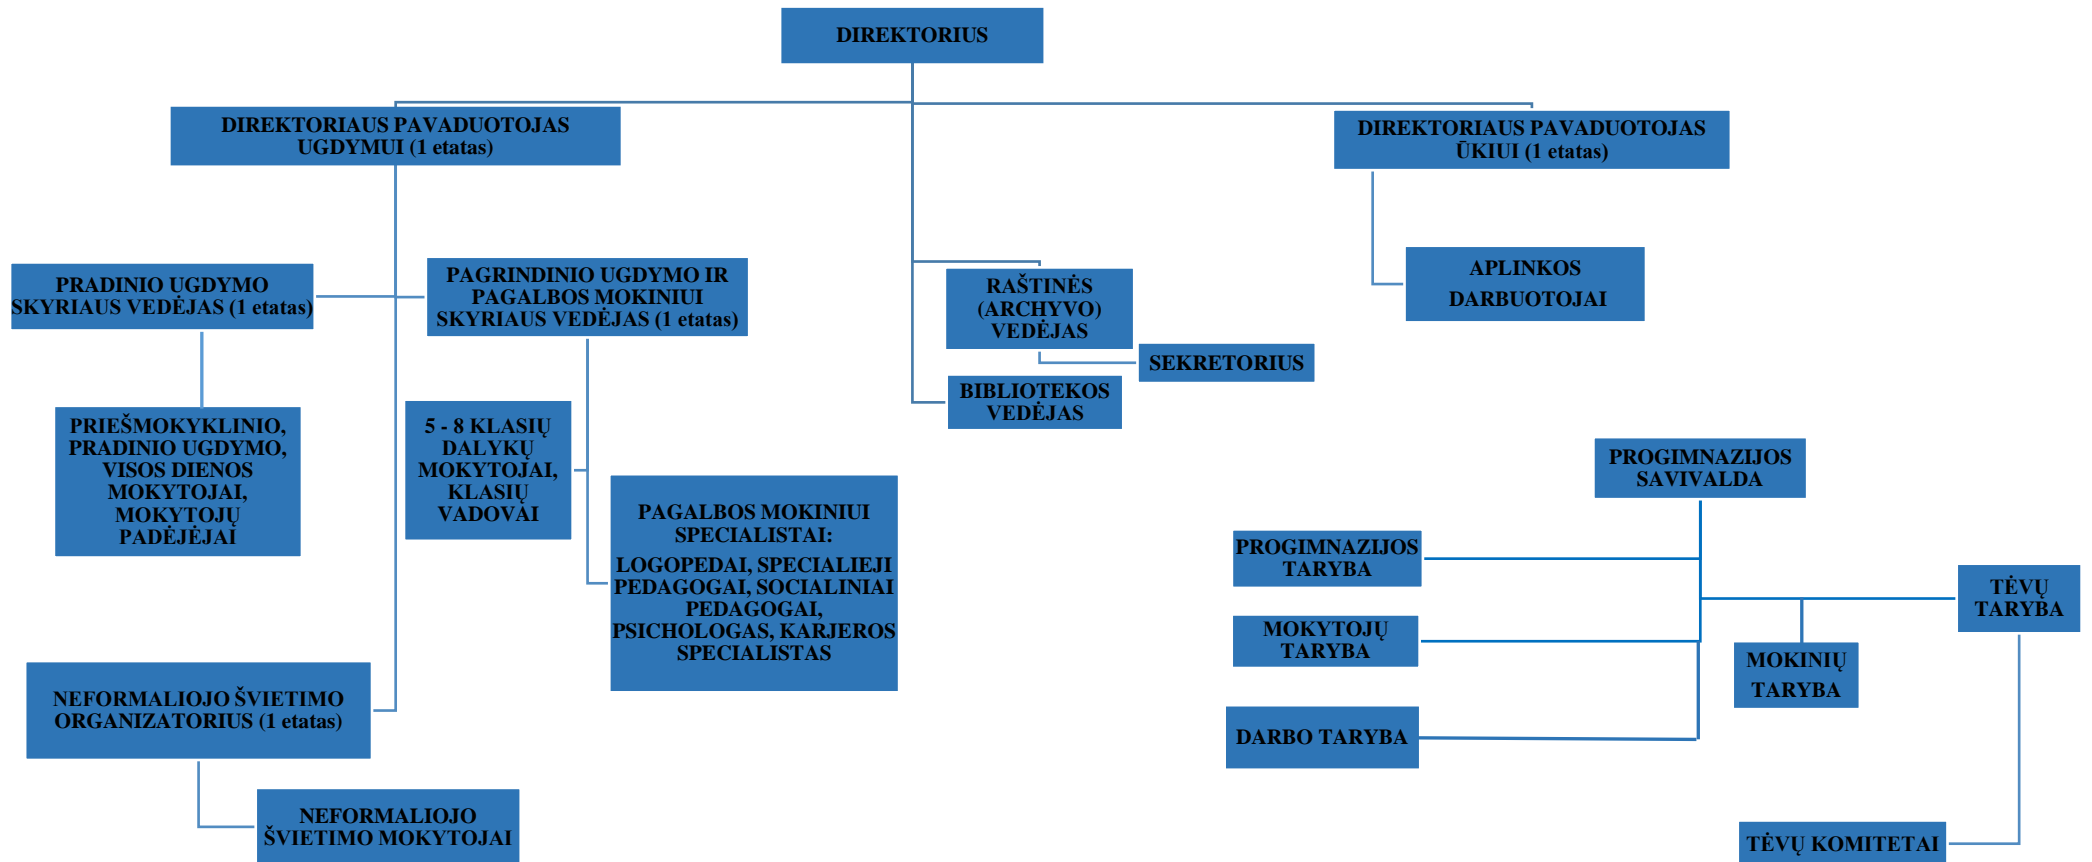 DIREKTORIUS
DIREKTORIAUS PAVADUOTOJAS
UGDYMUI (1 etatas)
DIREKTORIAUS PAVADUOTOJAS
ŪKIUI (1 etatas)
PRADINIO UGDYMO
SKYRIAUS VEDĖJAS (1 etatas)
PAGRINDINIO UGDYMO IR
PAGALBOS MOKINIUI
SKYRIAUS VEDĖJAS (1 etatas)
RAŠTINĖS
(ARCHYVO)
VEDĖJAS
APLINKOS
DARBUOTOJAI
SEKRETORIUS
BIBLIOTEKOS
VEDĖJAS
PRIEŠMOKYKLINIO,
PRADINIO UGDYMO,
VISOS DIENOS
MOKYTOJAI,
MOKYTOJŲ
PADĖJĖJAI
5 - 8 KLASIŲ
DALYKŲ
MOKYTOJAI,
KLASIŲ
VADOVAI
PAGALBOS MOKINIUI
SPECIALISTAI:
LOGOPEDAI, SPECIALIEJI
PEDAGOGAI, SOCIALINIAI
PEDAGOGAI,
PSICHOLOGAS, KARJEROS
SPECIALISTAS
PROGIMNAZIJOS
SAVIVALDA
PROGIMNAZIJOS
TARYBA
MOKYTOJŲ
TARYBA
DARBO TARYBA
MOKINIŲ
TARYBA
TĖVŲ
TARYBA
TĖVŲ KOMITETAI
NEFORMALIOJO ŠVIETIMO
ORGANIZATORIUS (1 etatas)
NEFORMALIOJO
ŠVIETIMO MOKYTOJAI